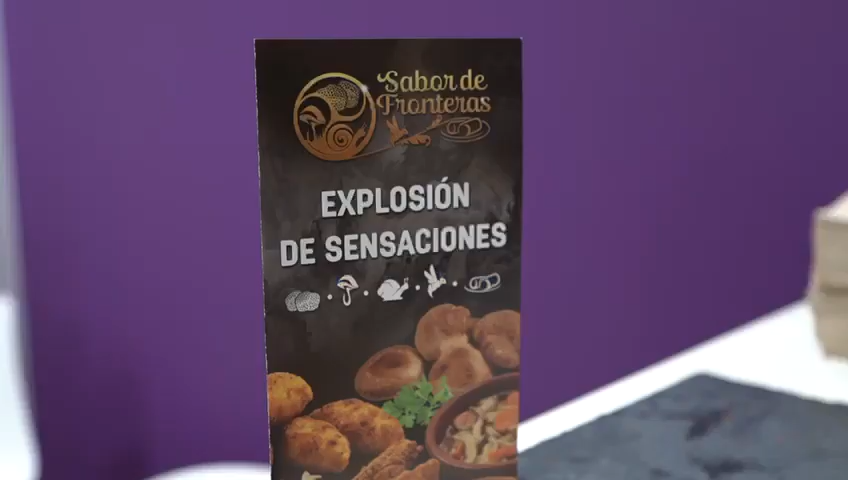 Sabor de
Fronteras
EXPLOSIÓN
DE SENSACIONES